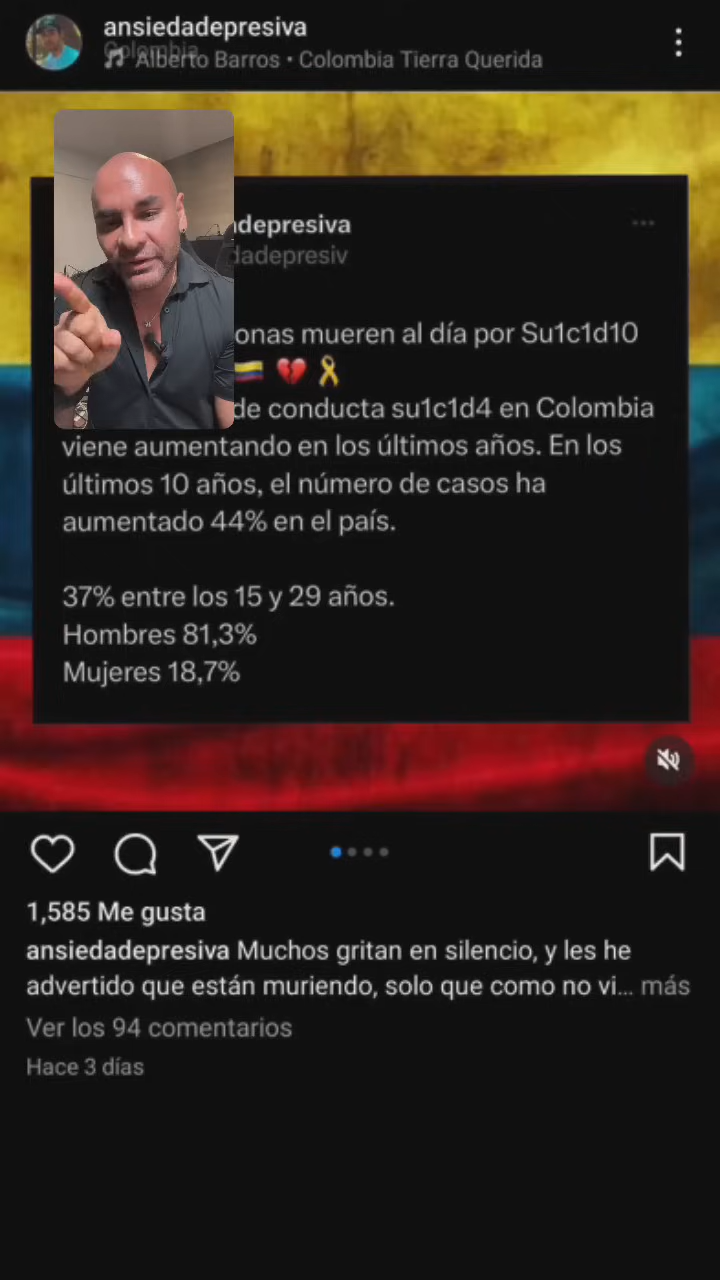 ansiedadepresiva
Colombia
Alberto Barros • Colombia Tierra Querida
depresiva
dadepresiv
onas mueren al día por Su1c1d10
de conducta su1c1d4 en Colombia
viene aumentando en los últimos años. En los
últimos 10 años, el número de casos ha
aumentado 44% en el país.
37% entre los 15 y 29 años.
Hombres 81,3%
Mujeres 18,7%
1,585 Me gusta
ansiedadepresiva Muchos gritan en silencio, y les he
advertido que están muriendo, solo que como no vi... más
Ver los 94 comentarios
Hace 3 días